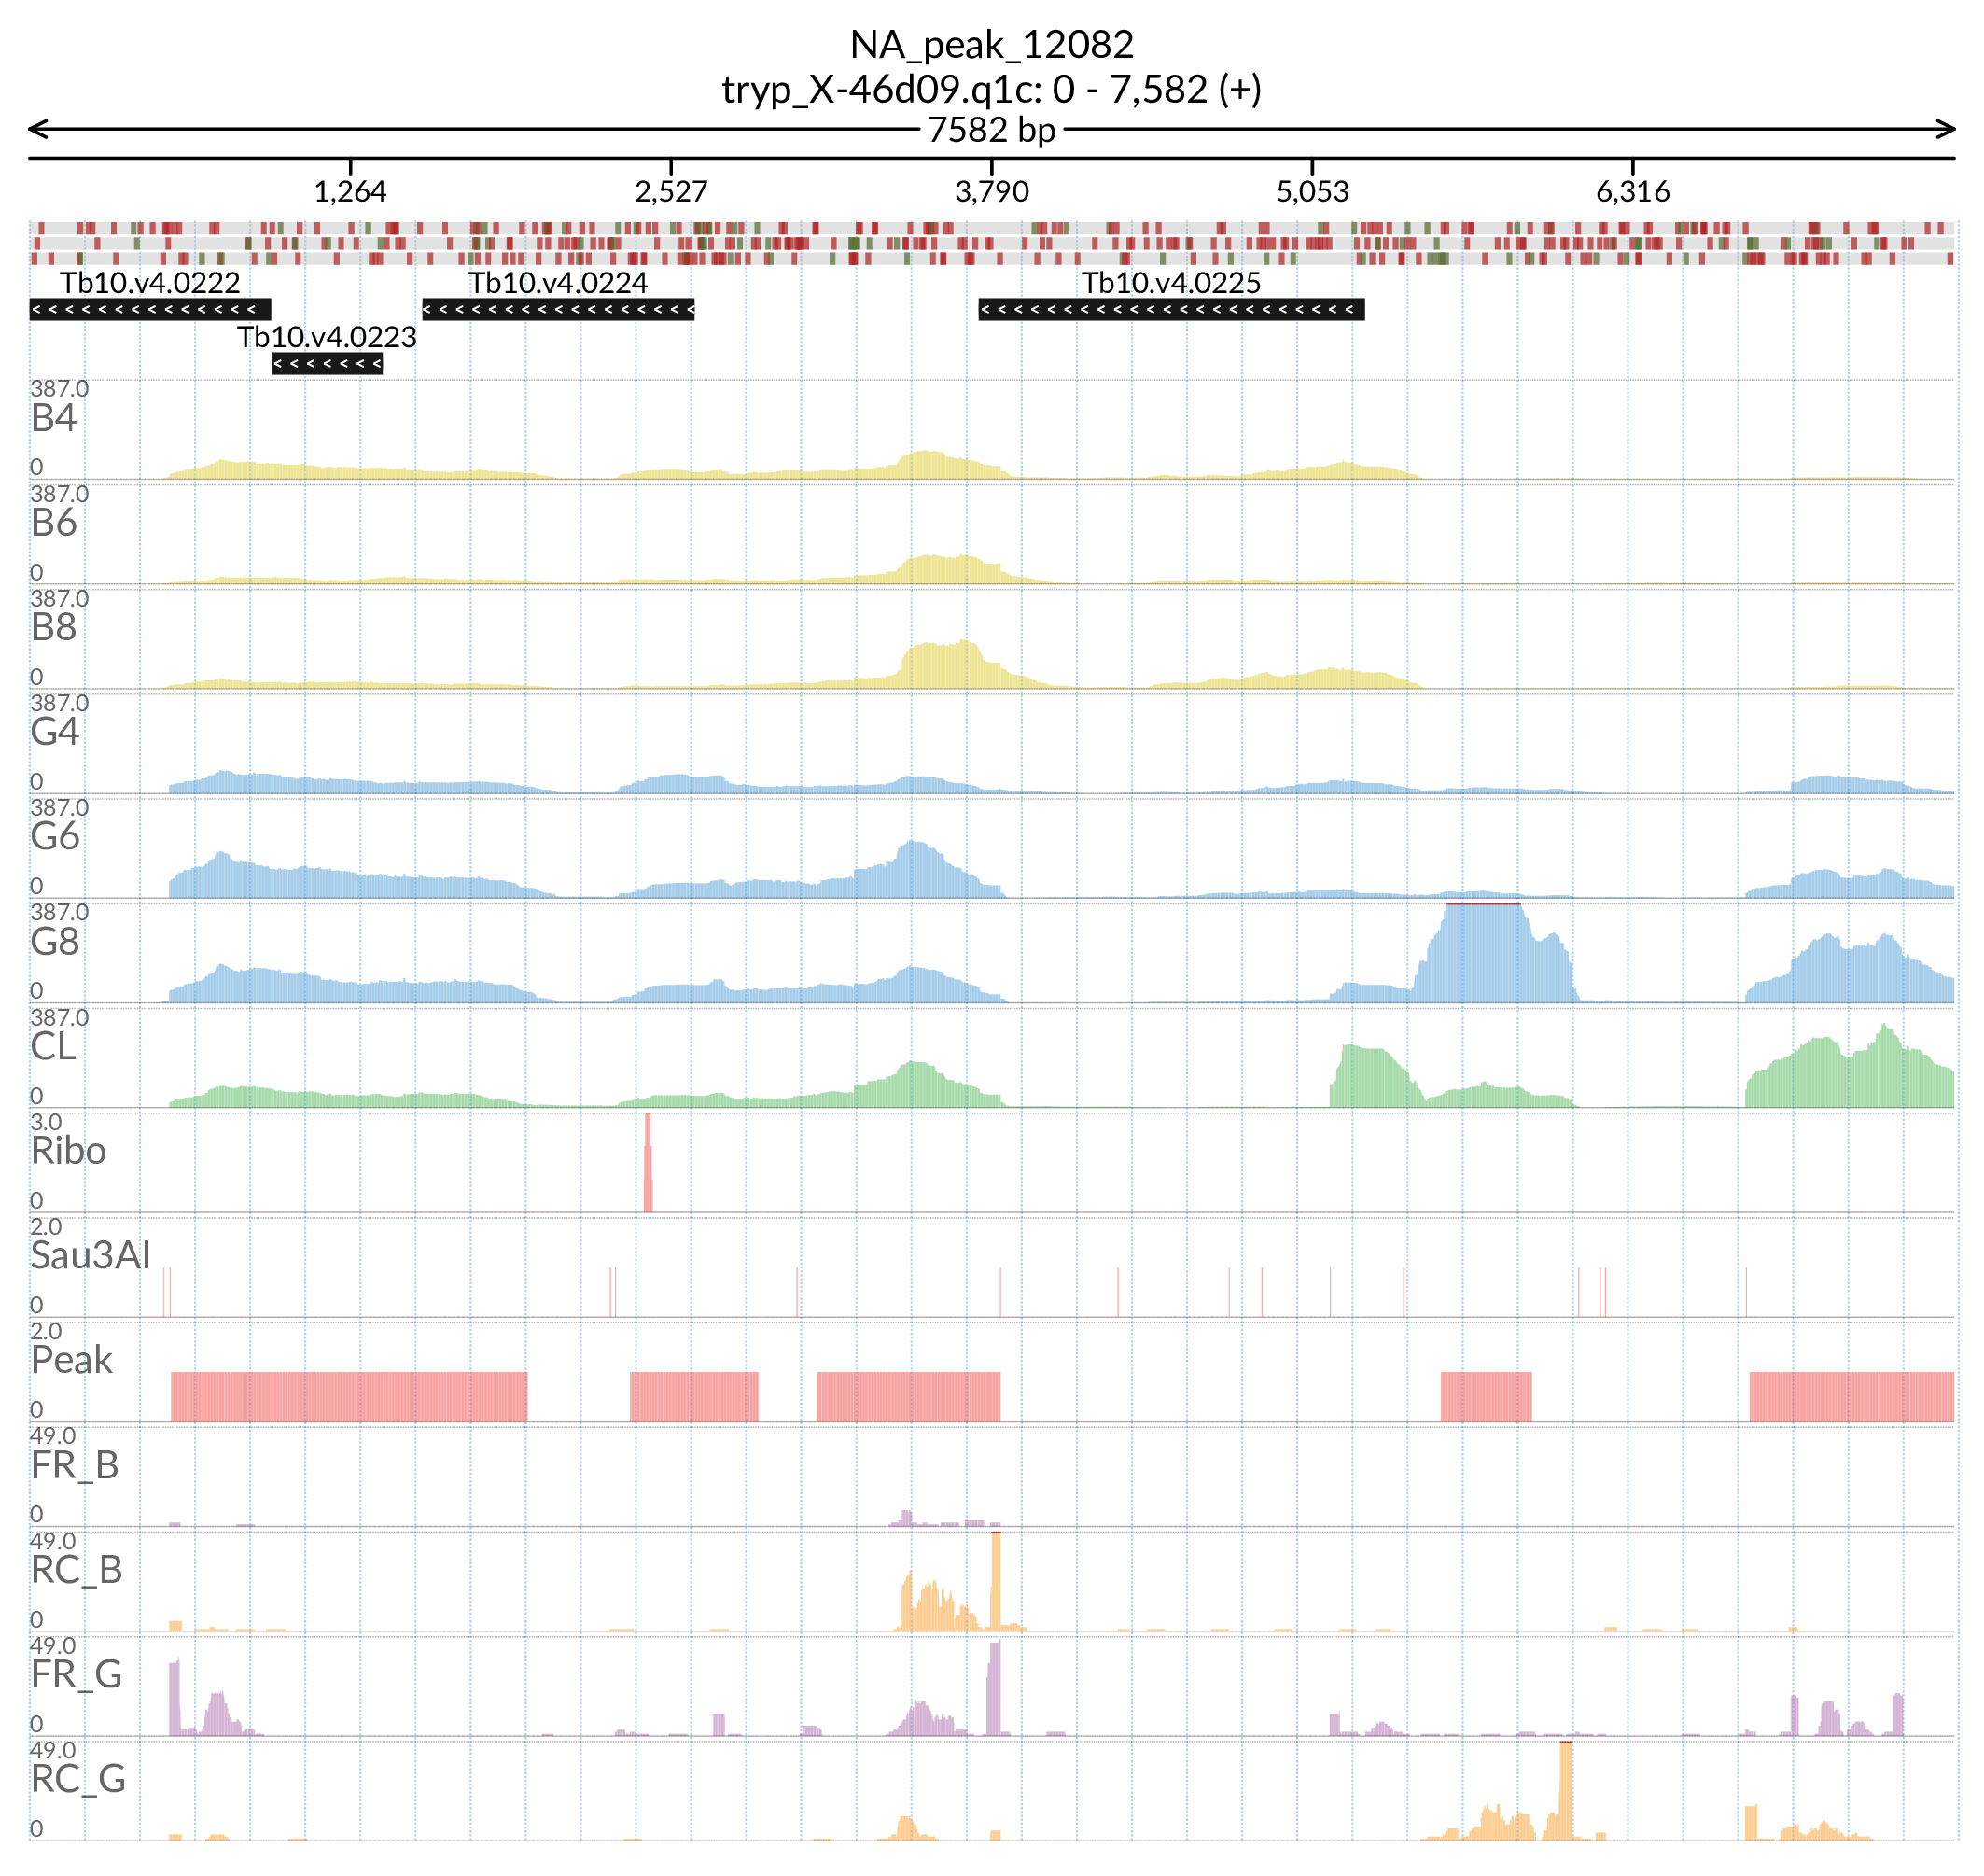 NA_peak_12082
tryp_X-46d09.q1c: 0 - 7,582 (+)
7582 bp
1,264 2,527 3,790 5,053 6,316
Tb10.v4.0222 Tb10.v4.0224 Tb10.v4.0225
Tb10.v4.0223
387.0
B4
0
387.0
B6
0
387.0
B8
0
387.0
G4
0
387.0
G6
0
387.0
G8
0
387.0
CL
0
3.0
Ribo
0
2.0
Sau3AI
0
2.0
Peak
0
49.0
FR_B
0
49.0
RC_B
0
49.0
FR_G
0
49.0
RC_G
0